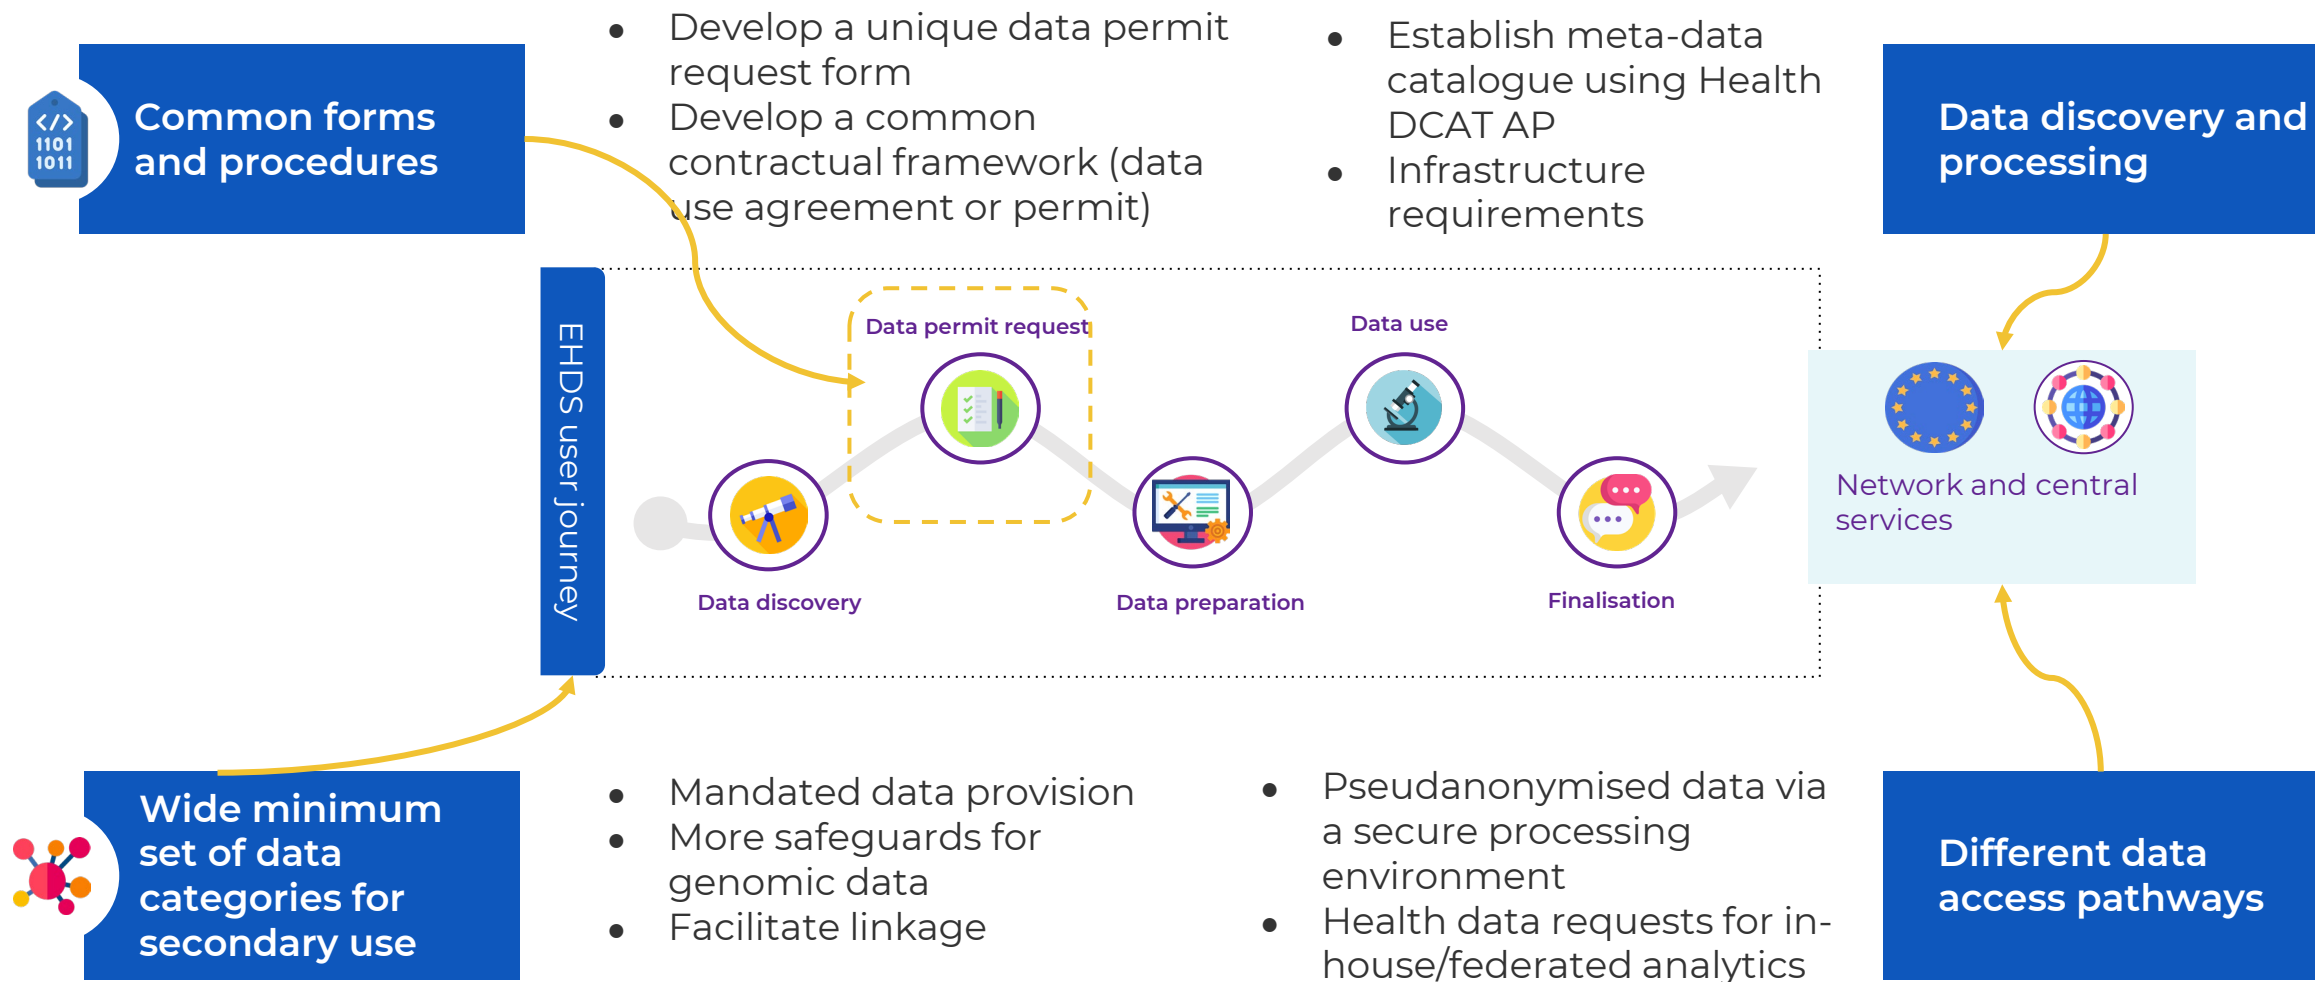 Common forms
and procedures
</>
1101
1011
● Develop a unique data permit
request form
● Develop a common
contractual framework (data
use agreement or permit)
● Establish meta-data
catalogue using Health
DCAT AP
● Infrastructure
requirements
Data discovery and
processing
EHDS user journey
Data permit request
Data use
Data discovery
Data preparation
Finalisation
Network and central
services
Wide minimum
set of data
categories for
secondary use
● Mandated data provision
● More safeguards for
genomic data
● Facilitate linkage
● Pseudanonymised data via
a secure processing
environment
● Health data requests for in-
house/federated analytics
Different data
access pathways